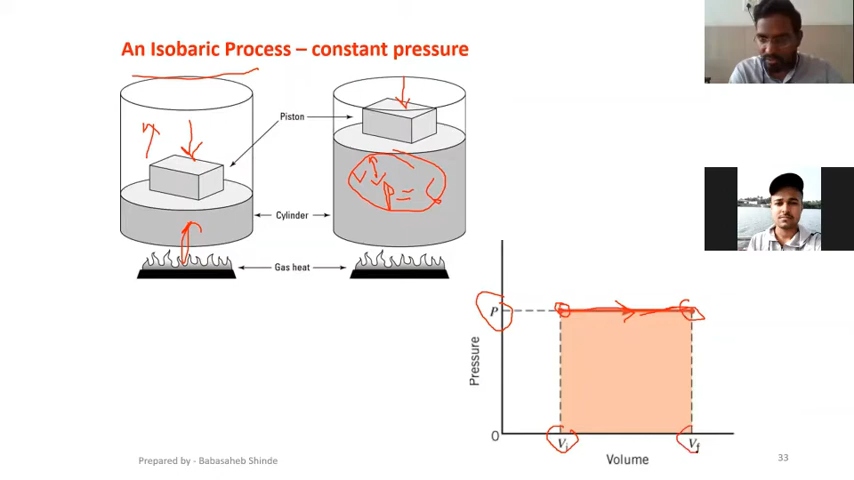 An Isobaric Process – constant pressure
Piston
Cylinder
Gas heat
P = C
P
Pressure
0
Vi
Vf
Volume
Prepared by - Babasaheb Shinde
33